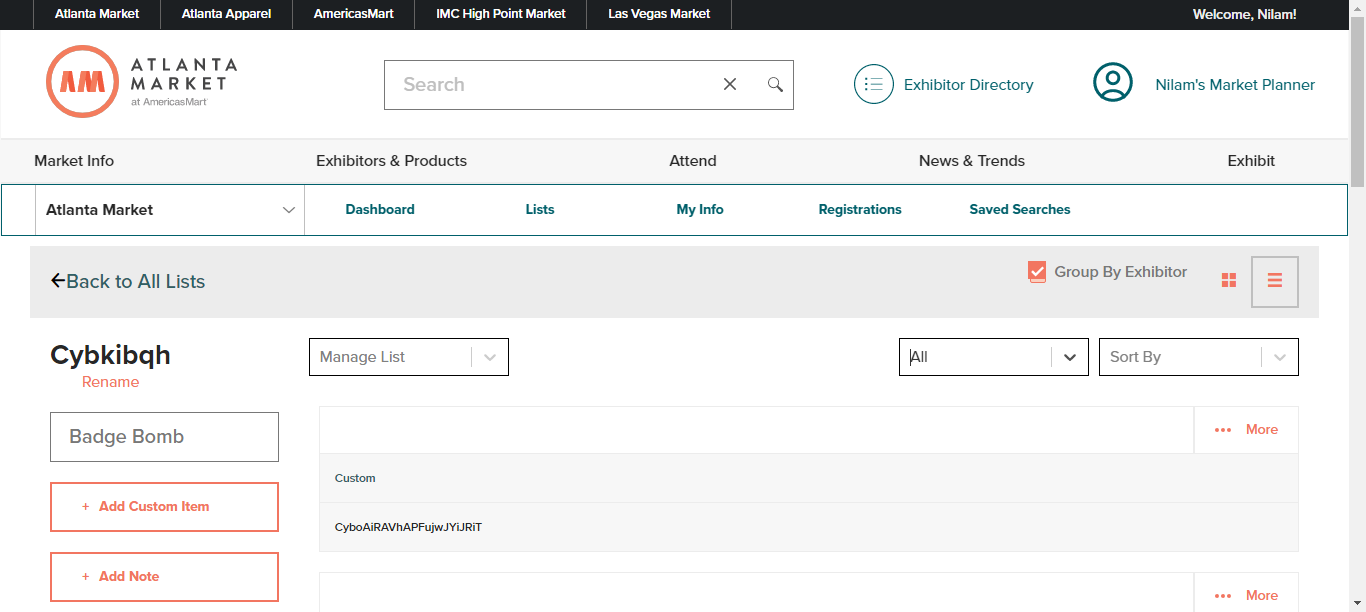 Atlanta Market Atlanta Apparel AmericasMart IMC High Point Market Las Vegas Market Welcome, Nilam!
ATLANTA
MARKET
at AmericasMart
AM
Search
Exhibitor Directory
Nilam's Market Planner
Market Info Exhibitors & Products Attend News & Trends Exhibit
Atlanta Market Dashboard Lists My Info Registrations Saved Searches
Back to All Lists
Group By Exhibitor
Cybkibqh
Rename
Manage List
All
Sort By
Badge Bomb
+ Add Custom Item
+ Add Note
••• More
Custom
CyboAiRAVhAPFujwJYiJRiT
••• More